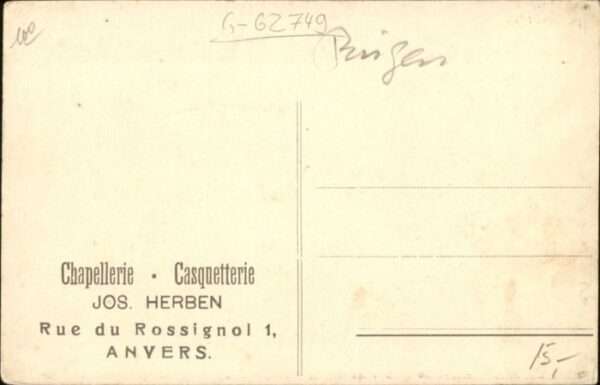 G-62749
Chapellerie • Casquetterie
JOS. HERBEN
Rue du Rossignol 1,
ANVERS.
15,-